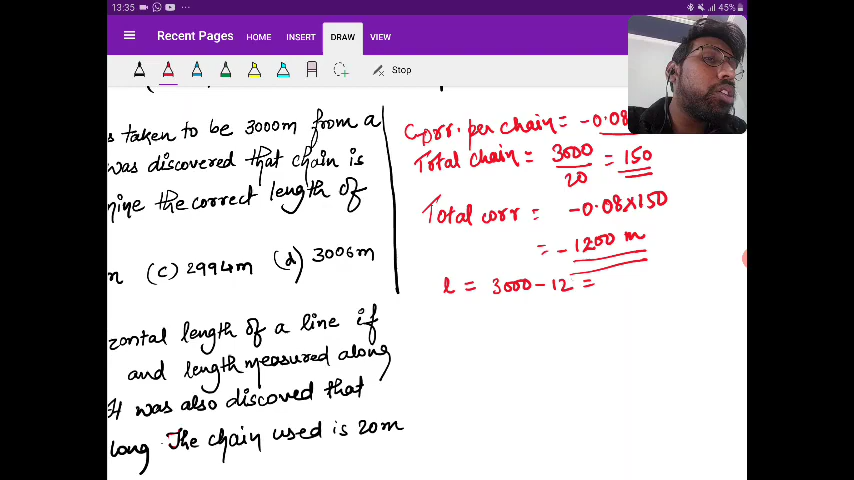 13:35
45%
Recent Pages
HOME
INSERT
DRAW
VIEW
Stop
s taken to be 3000m from a
was discovered that chain is
mine the correct length of
m (c) 2994m (d) 3006m
zontal length of a line if
and length measured along
It was also discoved that
long. The chain used is 20m
Corr. per chain = -0.08
Total chain = 3000/20 = 150
Total corr = -0.08×150
= -1200 m
l = 3000-12 =